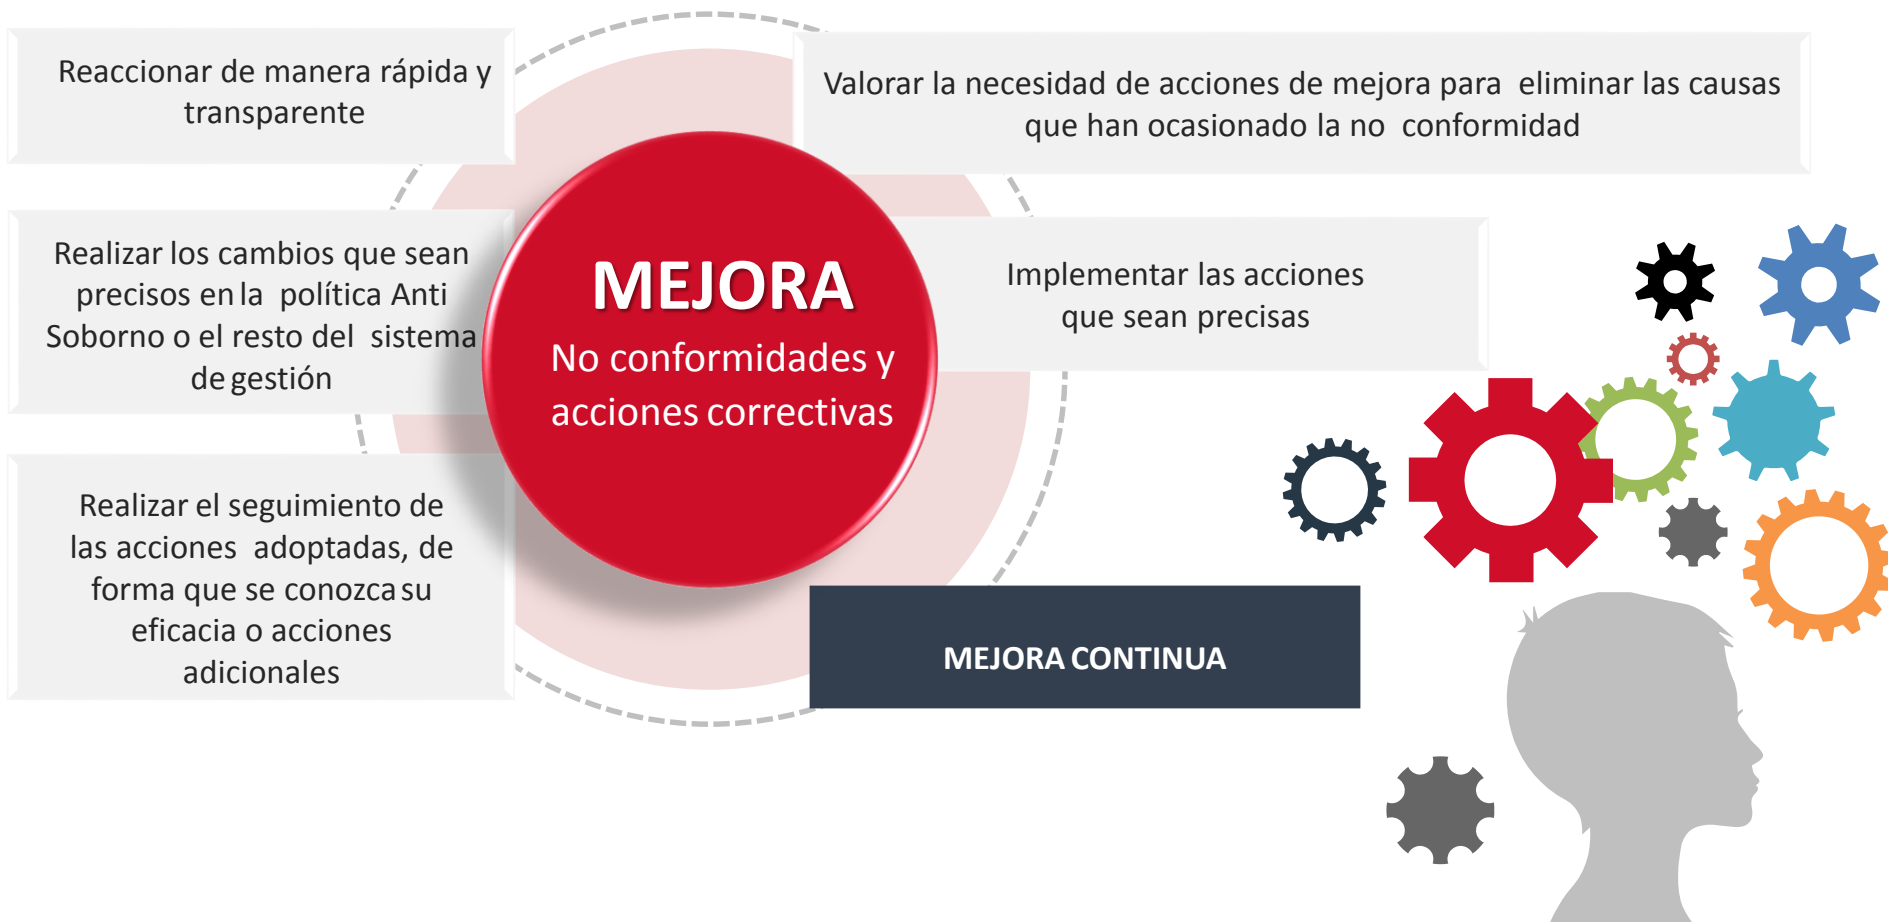 Reaccionar de manera rápida y
transparente
Valorar la necesidad de acciones de mejora para eliminar las causas
que han ocasionado la no conformidad
Realizar los cambios que sean
precisos en la política Anti
Soborno o el resto del sistema
de gestión
MEJORA
No conformidades y
acciones correctivas
Implementar las acciones
que sean precisas
Realizar el seguimiento de
las acciones adoptadas, de
forma que se conozca su
eficacia o acciones
adicionales
MEJORA CONTINUA